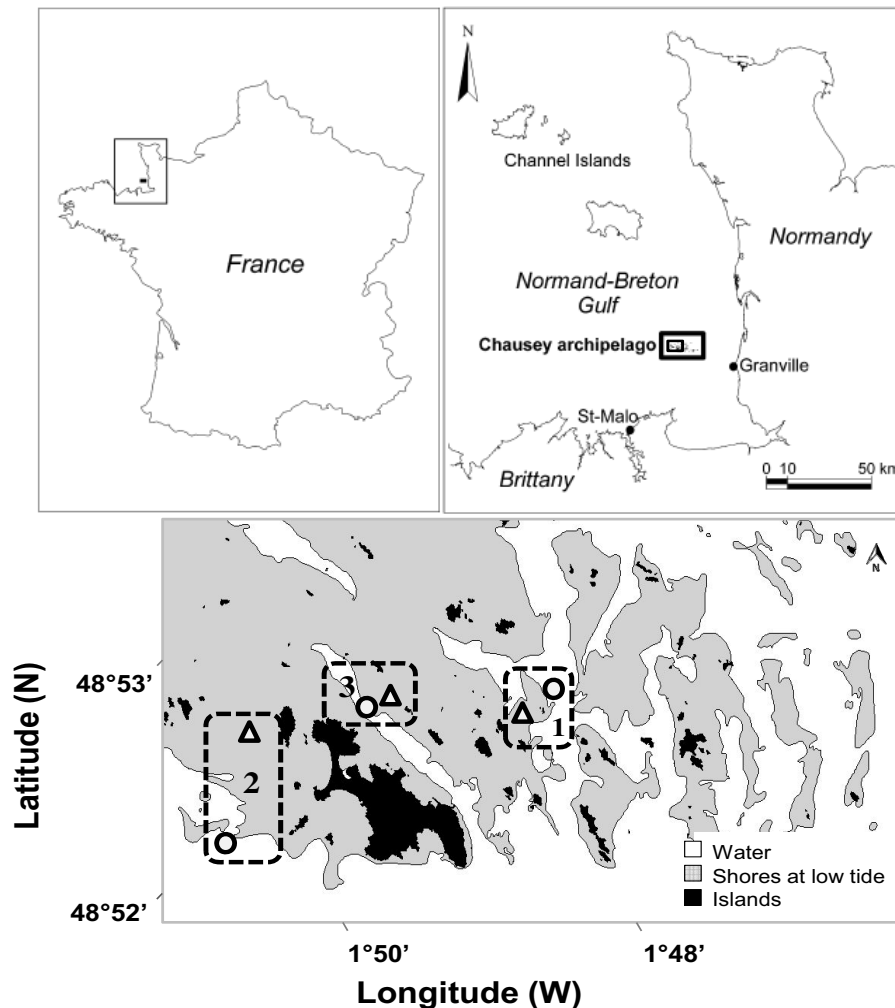 France
N
Channel Islands
Normandy
Normand-Breton
Gulf
Chausey archipelago
Granville
St-Malo
Brittany
0 10 50 km
N
Latitude (N)
48°53’
48°52’
3
1
2
Water
Shores at low tide
Islands
1°50’
1°48’
Longitude (W)